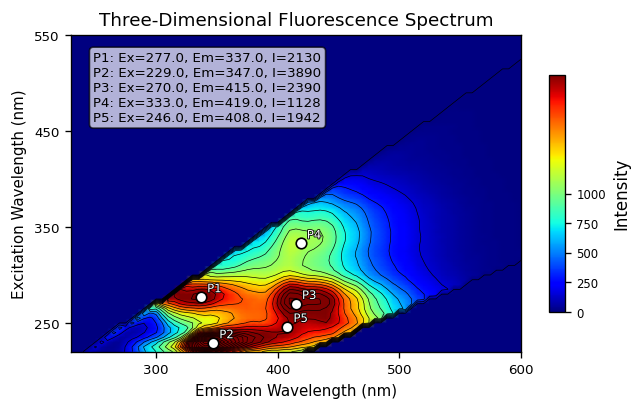 Three-Dimensional Fluorescence Spectrum
P1: Ex=277.0, Em=337.0, I=2130
P2: Ex=229.0, Em=347.0, I=3890
P3: Ex=270.0, Em=415.0, I=2390
P4: Ex=333.0, Em=419.0, I=1128
P5: Ex=246.0, Em=408.0, I=1942
550
450
350
250
Excitation Wavelength (nm)
P4
P1
P3
P5
P2
300
400
500
600
Emission Wavelength (nm)
1000
750
500
250
0
Intensity